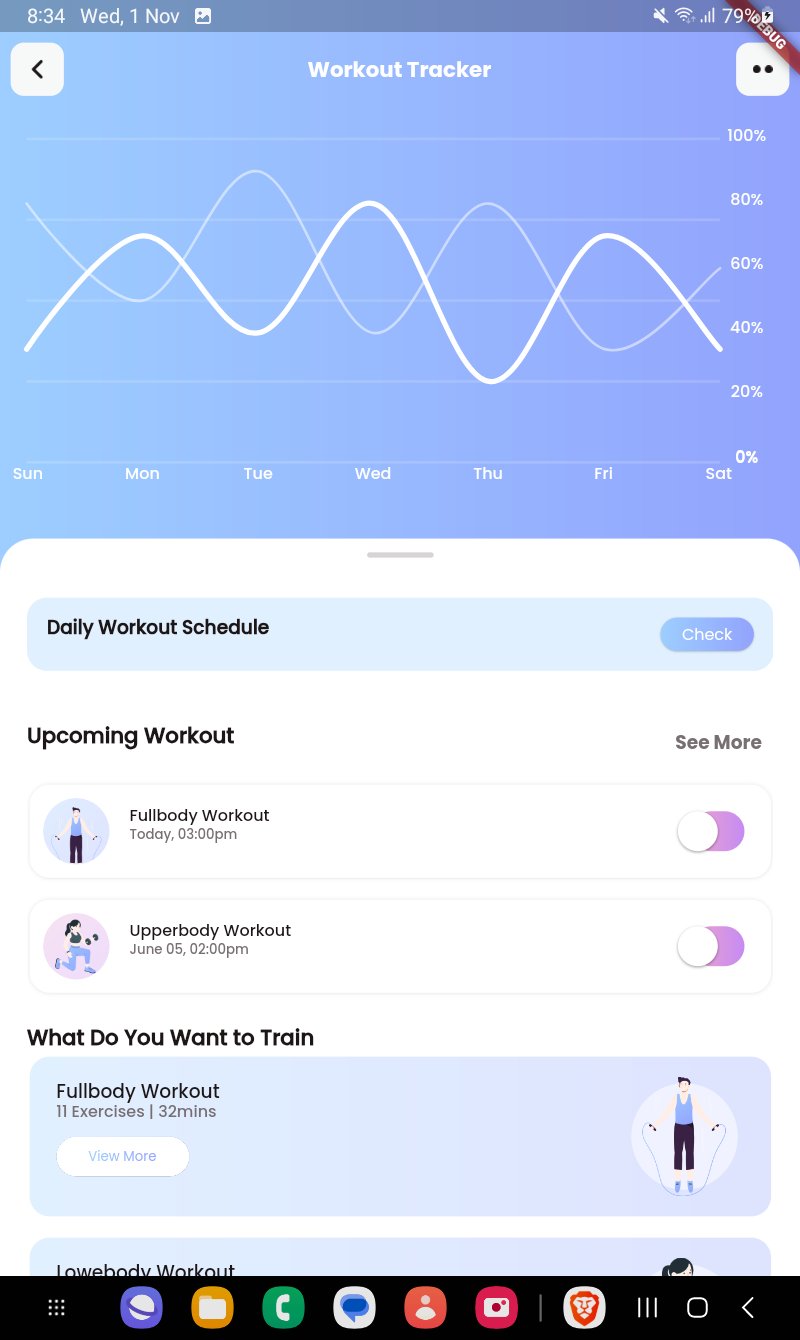 8:34 Wed, 1 Nov 79%
DEBUG
Workout Tracker
100%
80%
60%
40%
20%
0%
Sun Mon Tue Wed Thu Fri Sat
Daily Workout Schedule
Check
Upcoming Workout
See More
Fullbody Workout
Today, 03:00pm
Upperbody Workout
June 05, 02:00pm
What Do You Want to Train
Fullbody Workout
11 Exercises | 32mins
View More
Lowebody Workout